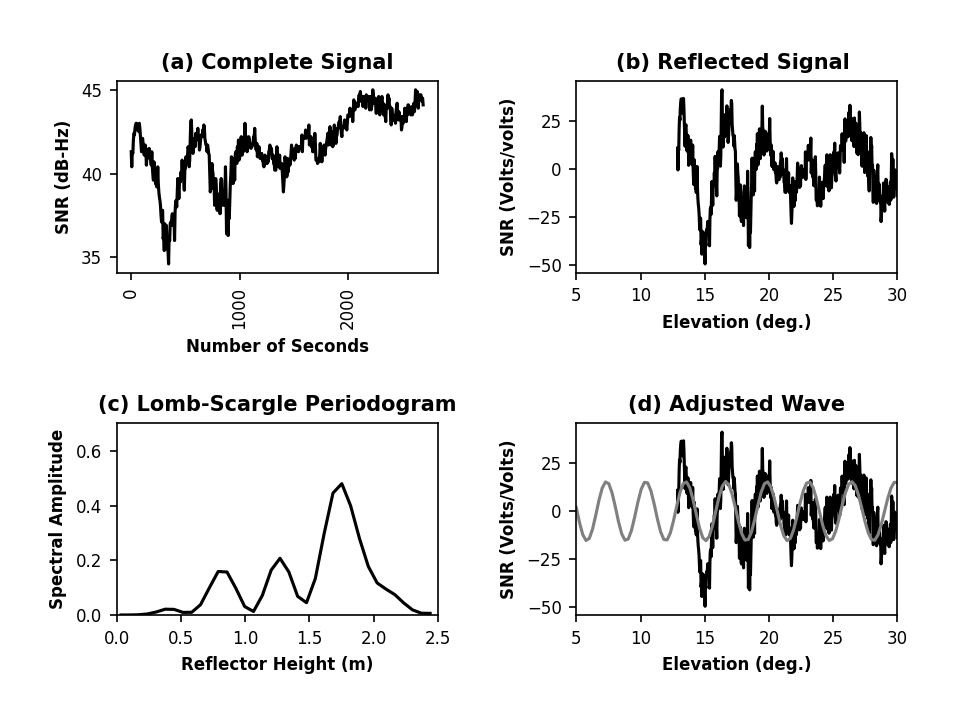 (a) Complete Signal
SNR (dB-Hz)
45
40
35
0
1000
2000
Number of Seconds
(b) Reflected Signal
SNR (Volts/volts)
25
0
−25
−50
5 10 15 20 25 30
Elevation (deg.)
(c) Lomb-Scargle Periodogram
Spectral Amplitude
0.6
0.4
0.2
0.0
0.0 0.5 1.0 1.5 2.0 2.5
Reflector Height (m)
(d) Adjusted Wave
SNR (Volts/Volts)
25
0
−25
−50
5 10 15 20 25 30
Elevation (deg.)